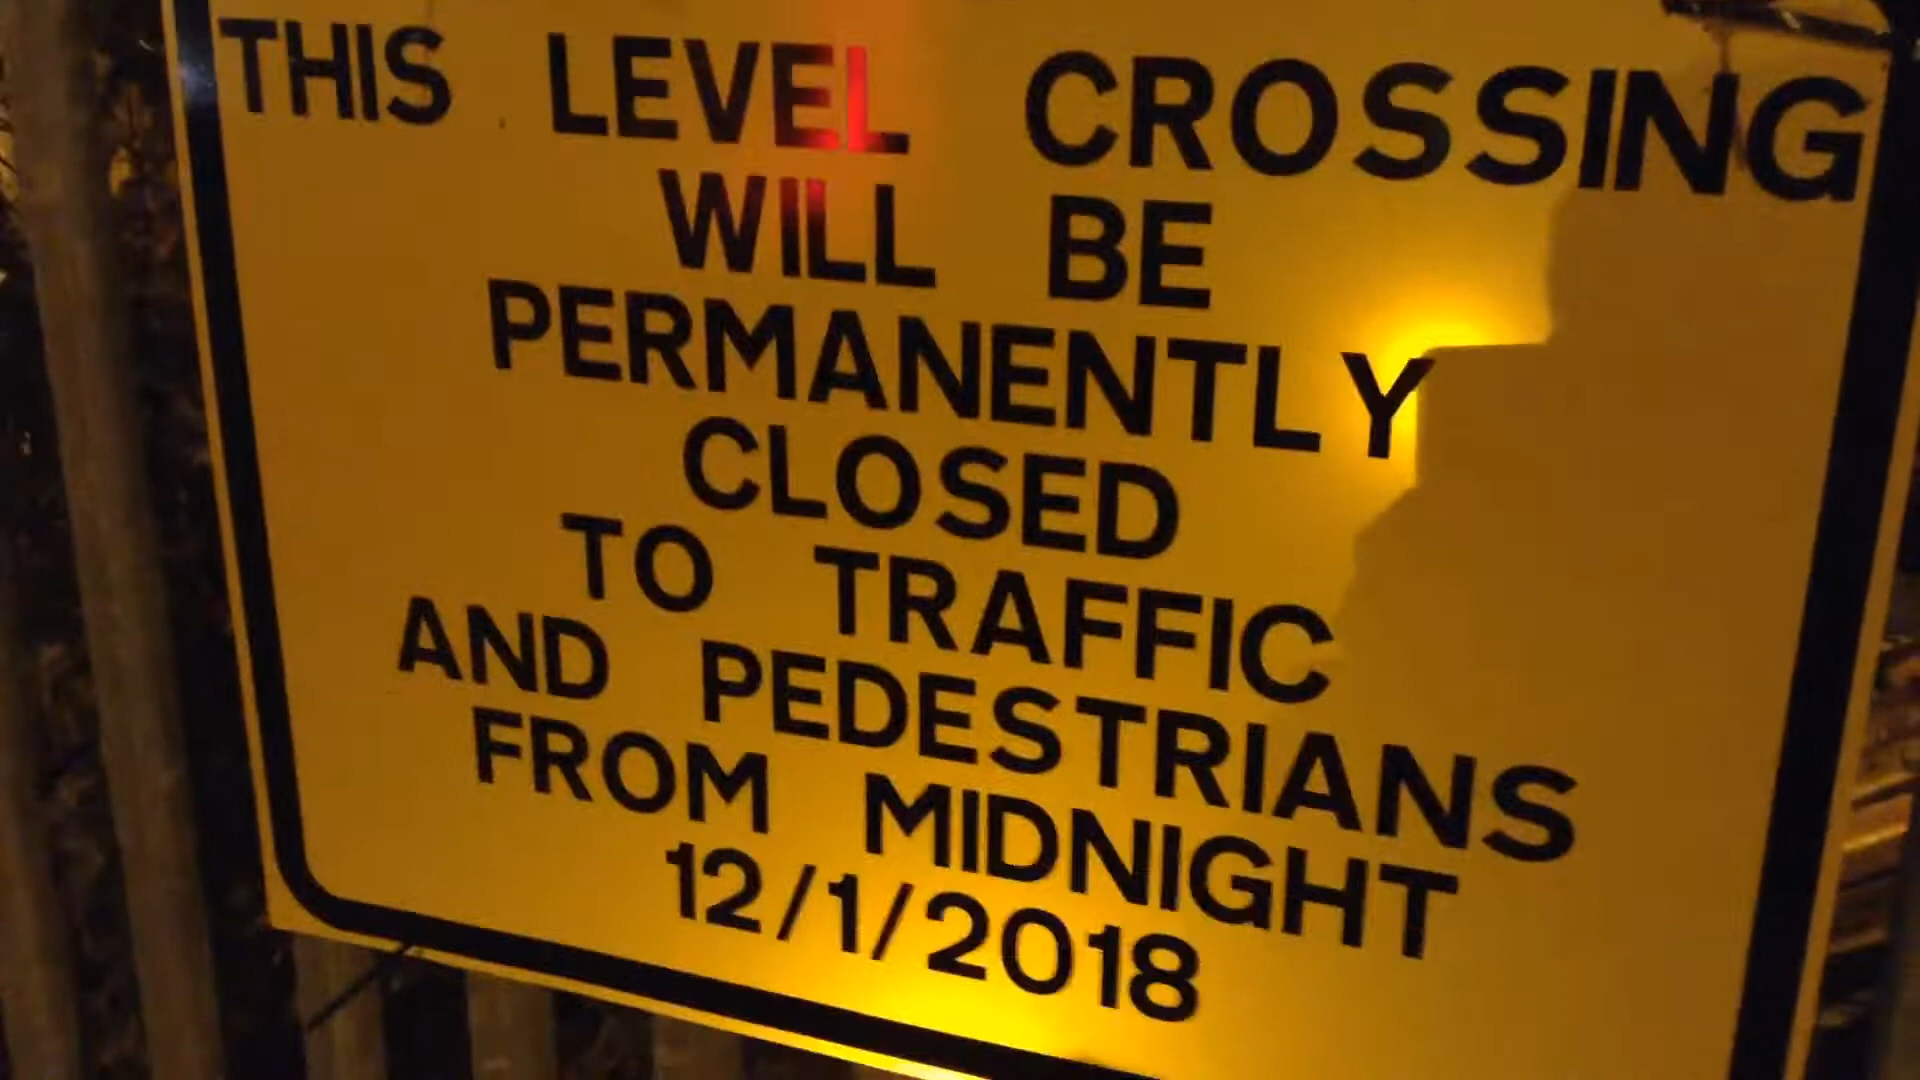 THIS LEVEL CROSSING
WILL BE
PERMANENTLY
CLOSED
TO TRAFFIC
AND PEDESTRIANS
FROM MIDNIGHT
12/1/2018